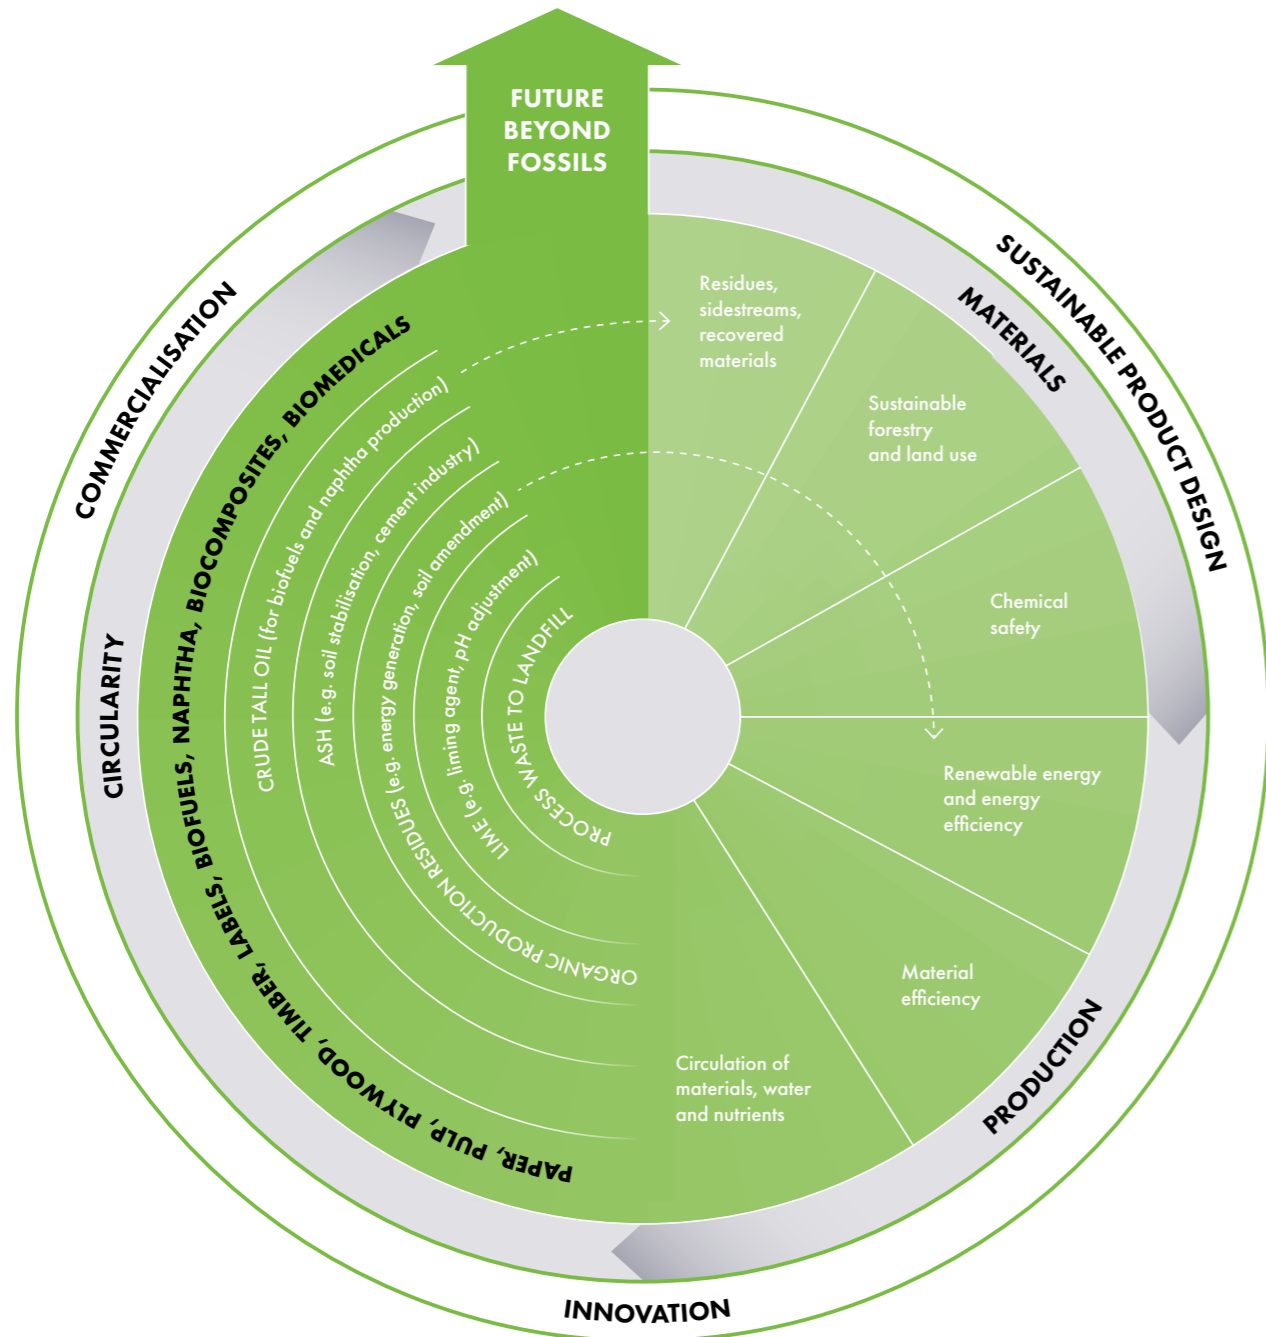 FUTURE
BEYOND
FOSSILS
SUSTAINABLE PRODUCT DESIGN
MATERIALS
Residues,
sidestreams,
recovered
materials
Sustainable
forestry
and land use
Chemical
safety
Renewable energy
and energy
efficiency
Material
efficiency
Circulation of
materials, water
and nutrients
PRODUCTION
INNOVATION
COMMERCIALISATION
CIRCULARITY
PAPER, PULP, PLYWOOD, TIMBER, LABELS, BIOFUELS, NAPHTHA, BIOCOMPOSITES, BIOMEDICALS
CRUDE TALL OIL (for biofuels and naphtha production)
ASH (e.g. soil stabilisation, cement industry)
ORGANIC PRODUCTION RESIDUES (e.g. energy generation, soil amendment)
LIME (e.g. liming agent, pH adjustment)
PROCESS WASTE TO LANDFILL